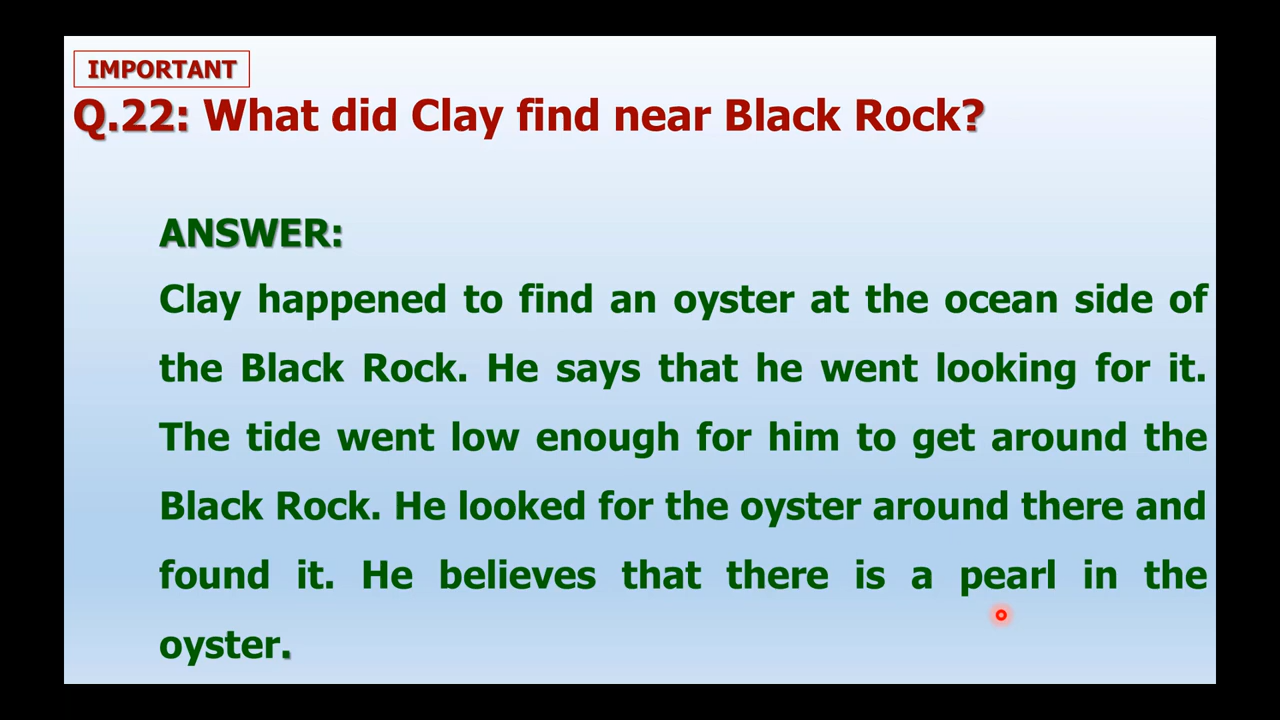 IMPORTANT
Q.22: What did Clay find near Black Rock?
ANSWER:
Clay happened to find an oyster at the ocean side of
the Black Rock. He says that he went looking for it.
The tide went low enough for him to get around the
Black Rock. He looked for the oyster around there and
found it. He believes that there is a pearl in the
oyster.